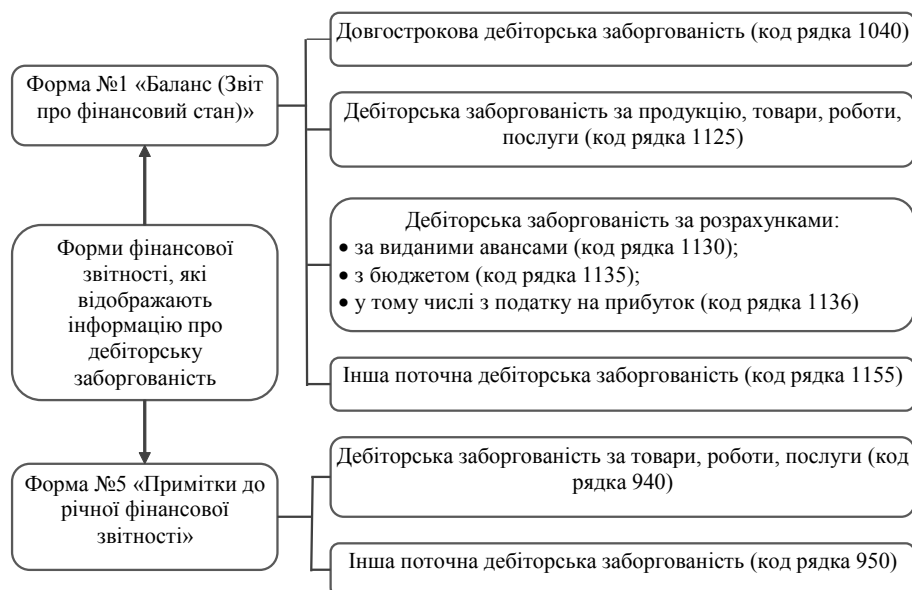 Форма №1 «Баланс (Звіт
про фінансовий стан)»
Форми фінансової
звітності, які
відображають
інформацію про
дебіторську
заборгованість
Форма №5 «Примітки до
річної фінансової
звітності»
Довгострокова дебіторська заборгованість (код рядка 1040)
Дебіторська заборгованість за продукцію, товари, роботи,
послуги (код рядка 1125)
Дебіторська заборгованість за розрахунками:
• за виданими авансами (код рядка 1130);
• з бюджетом (код рядка 1135);
• у тому числі з податку на прибуток (код рядка 1136)
Інша поточна дебіторська заборгованість (код рядка 1155)
Дебіторська заборгованість за товари, роботи, послуги (код
рядка 940)
Інша поточна дебіторська заборгованість (код рядка 950)